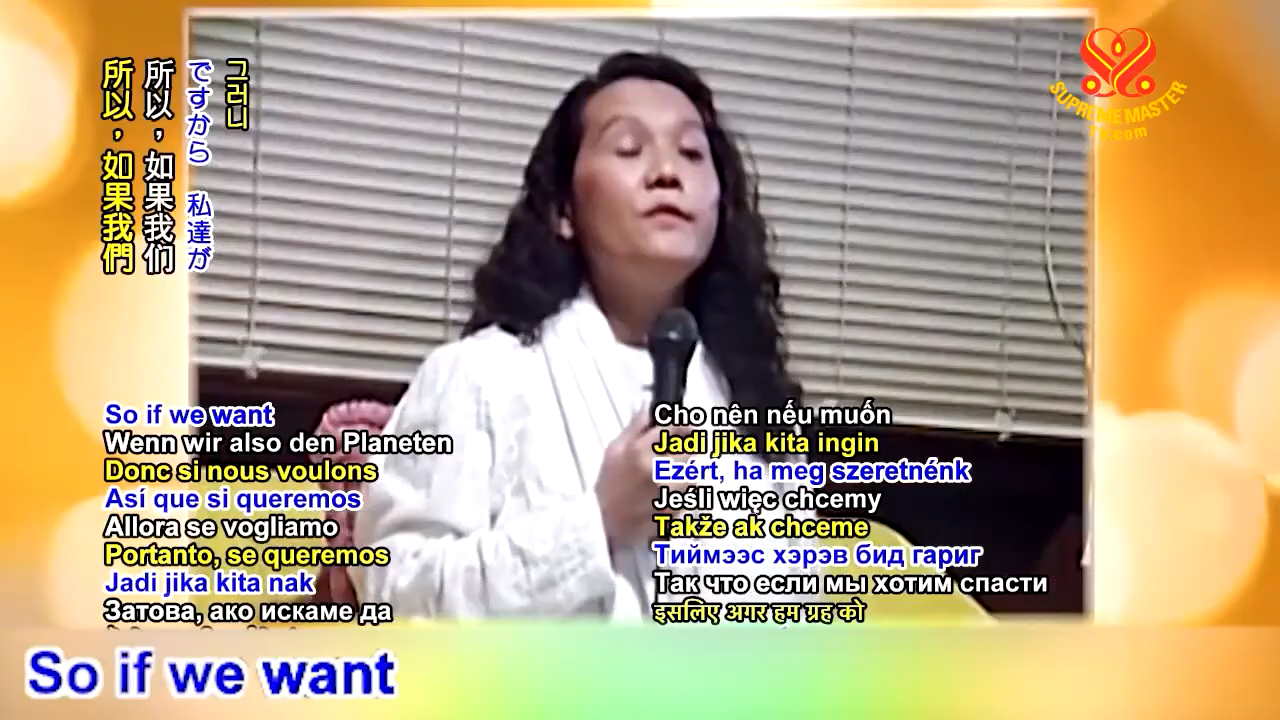 그러니
ですから 私達が
所以，如果我们
所以，如果我們
SUPREME MASTER
TV.com
So if we want
Wenn wir also den Planeten
Donc si nous voulons
Así que si queremos
Allora se vogliamo
Portanto, se queremos
Jadi jika kita nak
Затова, ако искаме да
Cho nên nếu muốn
Jadi jika kita ingin
Ezért, ha meg szeretnénk
Jeśli więc chcemy
Takže ak chceme
Тиймээс хэрэв бид гариг
Так что если мы хотим спасти
इसलिए अगर हम ग्रह को
So if we want